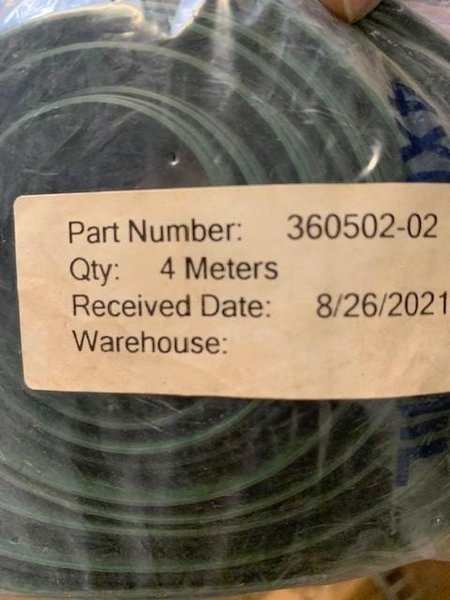 Part Number: 360502-02
Qty: 4 Meters
Received Date: 8/26/2021
Warehouse: